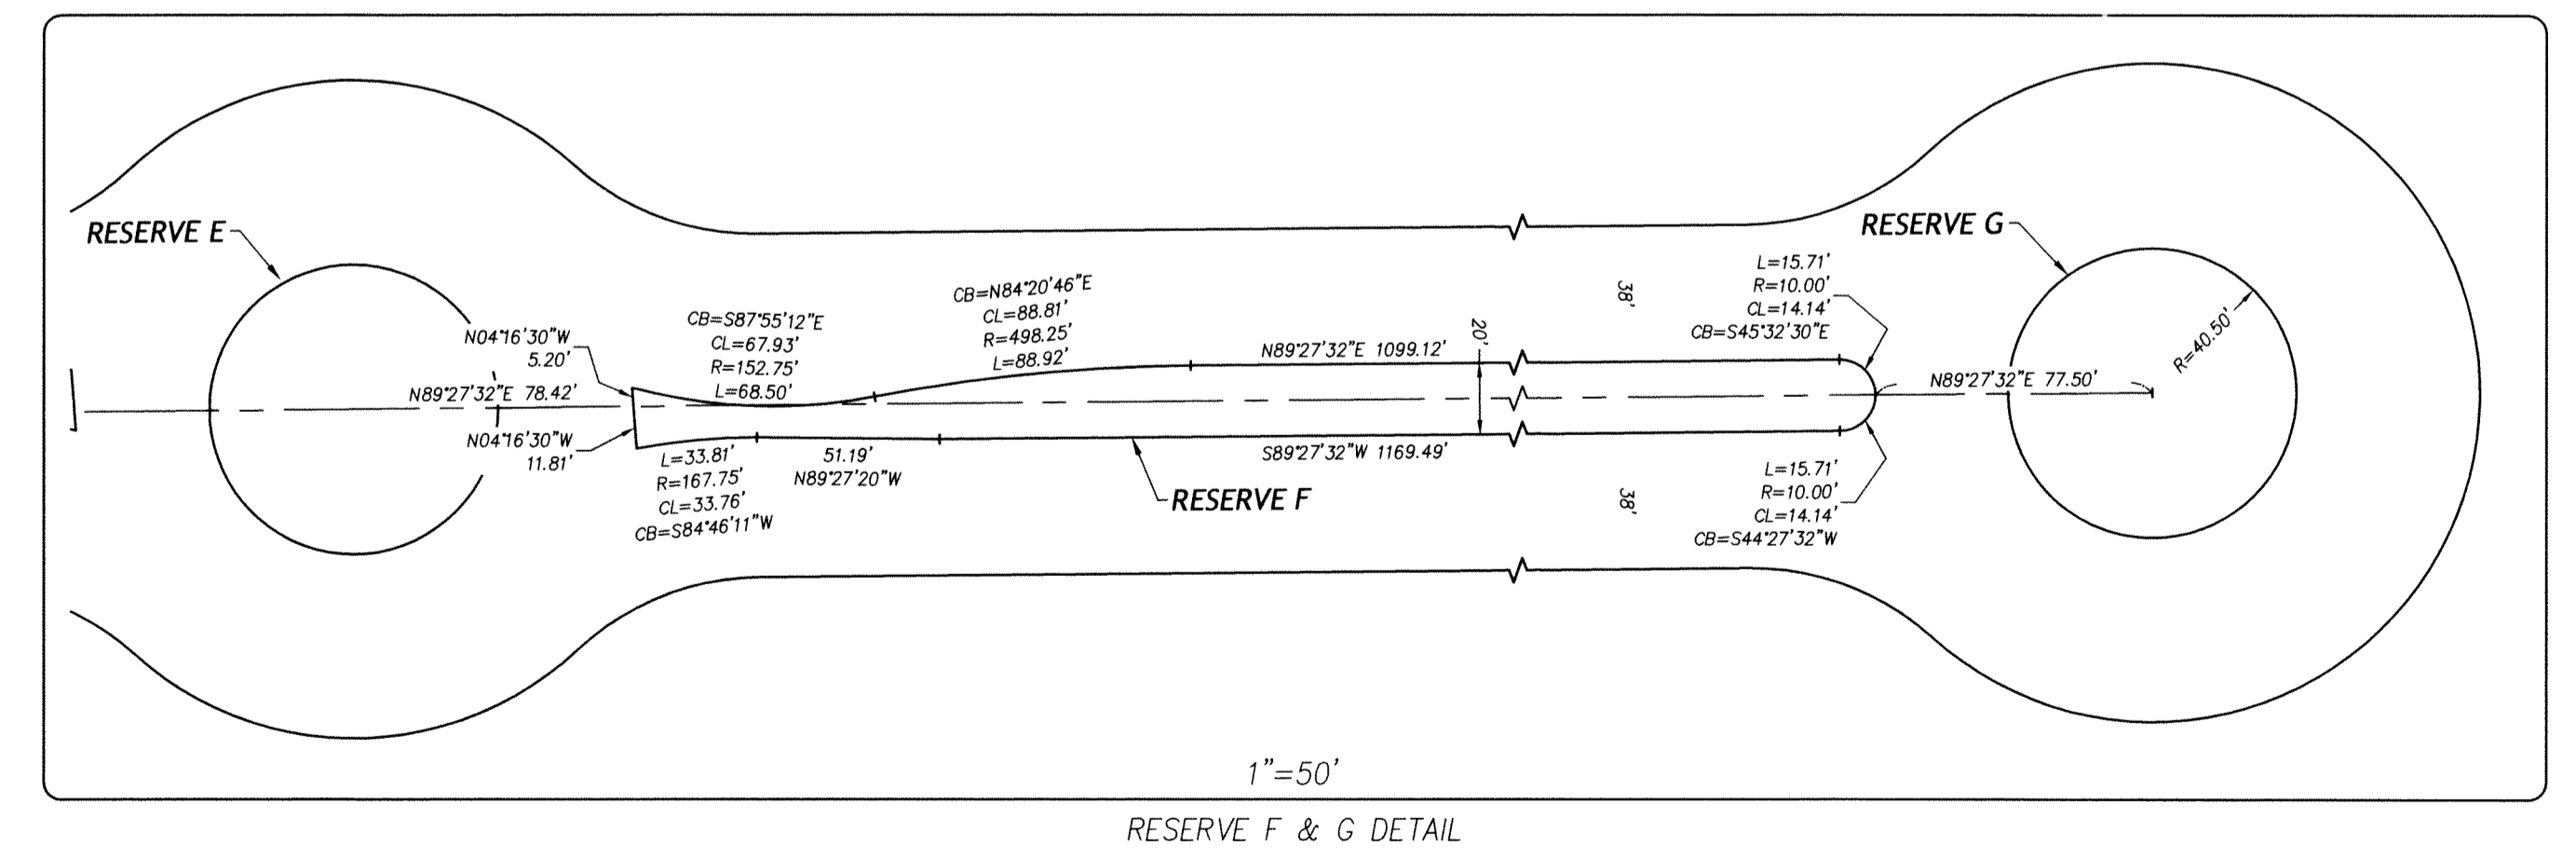 RESERVE E
N04°16'30"W
5.20'
N89°27'32"E 78.42'
N04°16'30"W
11.81'
CB=S87°55'12"E
CL=67.93'
R=152.75'
L=68.50'
CB=N84°20'46"E
CL=88.81'
R=498.25'
L=88.92'
L=33.81'
R=167.75'
CL=33.76'
CB=S84°46'11"W
51.19'
N89°27'20"W
N89°27'32"E 1099.12'
20'
S89°27'32"W 1169.49'
RESERVE F
38'
38'
L=15.71'
R=10.00'
CL=14.14'
CB=S45°32'30"E
L=15.71'
R=10.00'
CL=14.14'
CB=S44°27'32"W
RESERVE G
N89°27'32"E 77.50'
R=40.50'
1"=50'
RESERVE F & G DETAIL